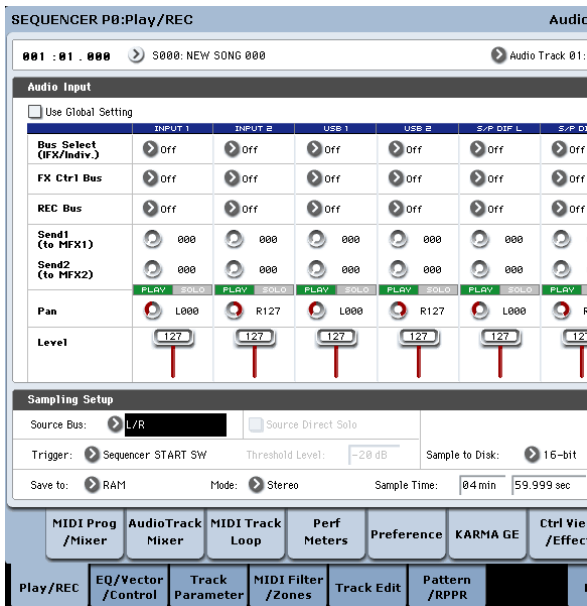 SEQUENCER P0:Play/REC Audio
001 :01 . 000 S000: NEW SONG 000 Audio Track 01:
Audio Input
Use Global Setting
INPUT 1 INPUT 2 USB 1 USB 2 S/P DIF L S/P DI
Bus Select
(IFX/Indiv.) Off Off Off Off Off Off
FX Ctrl Bus Off Off Off Off Off Off
REC Bus Off Off Off Off Off Off
Send1
(to MFX1) 000 000 000 000 000
Send2
(to MFX2) 000 000 000 000 000
PLAY SOLO PLAY SOLO PLAY SOLO PLAY SOLO PLAY SOLO PLAY
Pan L000 R127 L000 R127 L000
Level 127 127 127 127 127 127
Sampling Setup
Source Bus: L/R Source Direct Solo
Trigger: Sequencer START SW Threshold Level: -20 dB Sample to Disk: 16-bit
Save to: RAM Mode: Stereo Sample Time: 04 min 59.999 sec
MIDI Prog
/Mixer
AudioTrack
Mixer
MIDI Track
Loop
Perf
Meters
Preference
KARMA GE
Ctrl Vie
/Effec
Play/REC
EQ/Vector
/Control
Track
Parameter
MIDI Filter
/Zones
Track Edit
Pattern
/RPPR